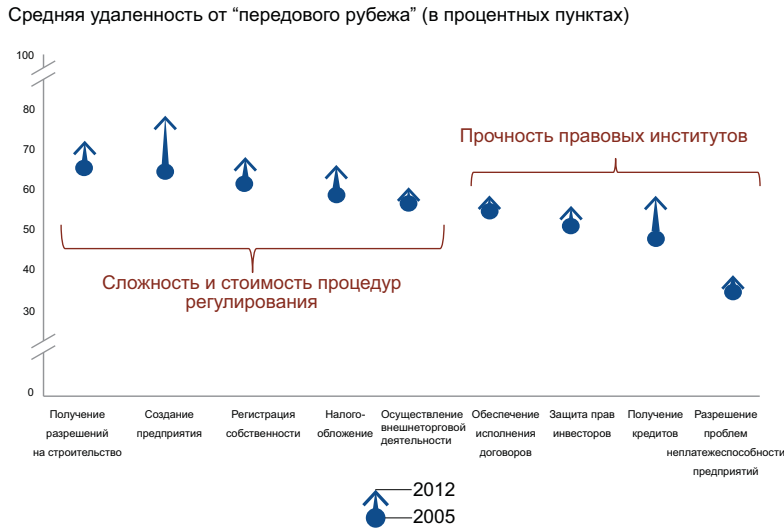 Средняя удаленность от “передового рубежа” (в процентных пунктах)
100
80
70
60
50
40
30
0
Прочность правовых институтов
Сложность и стоимость процедур
регулирования
Получение
разрешений
на строительство
Создание
предприятия
Регистрация
собственности
Налого-
обложение
Осуществление
внешнеторговой
деятельности
Обеспечение
исполнения
договоров
Защита прав
инвесторов
Получение
кредитов
Разрешение
проблем
неплатежеспособности
предприятий
2012
2005